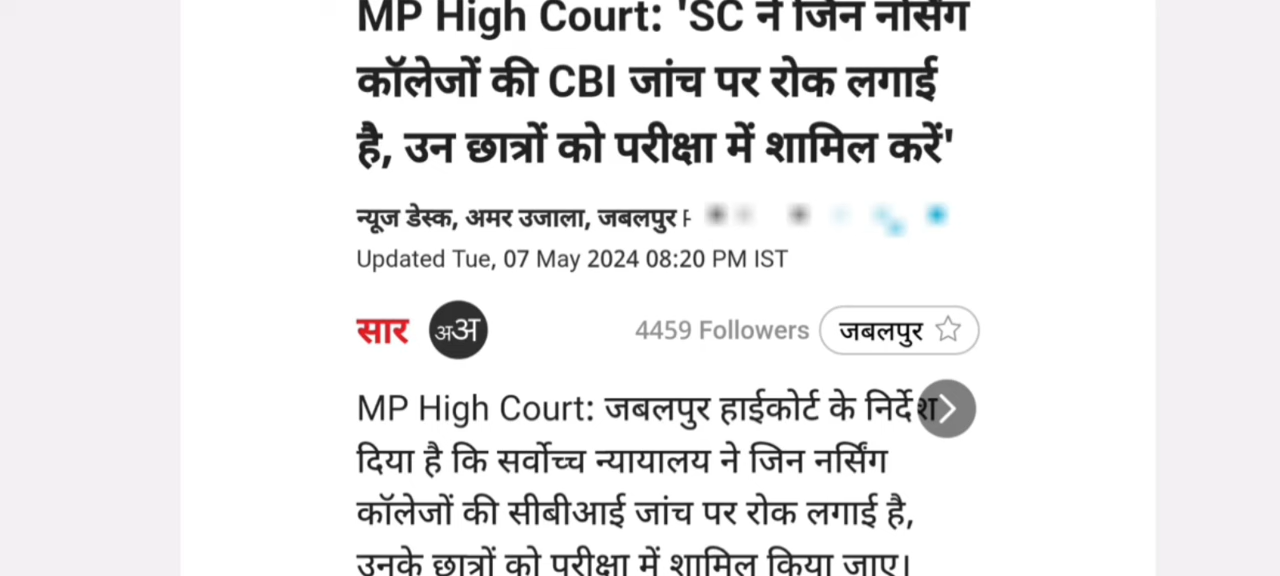 MP High Court: 'SC ने जिन नर्सिंग
कॉलेजों की CBI जांच पर रोक लगाई
है, उन छात्रों को परीक्षा में शामिल करें'
न्यूज डेस्क, अमर उजाला, जबलपुर
Updated Tue, 07 May 2024 08:20 PM IST
सार अअ 4459 Followers जबलपुर
MP High Court: जबलपुर हाईकोर्ट के निर्देश
दिया है कि सर्वोच्च न्यायालय ने जिन नर्सिंग
कॉलेजों की सीबीआई जांच पर रोक लगाई है,
उनके छात्रों को परीक्षा में शामिल किया जाए।